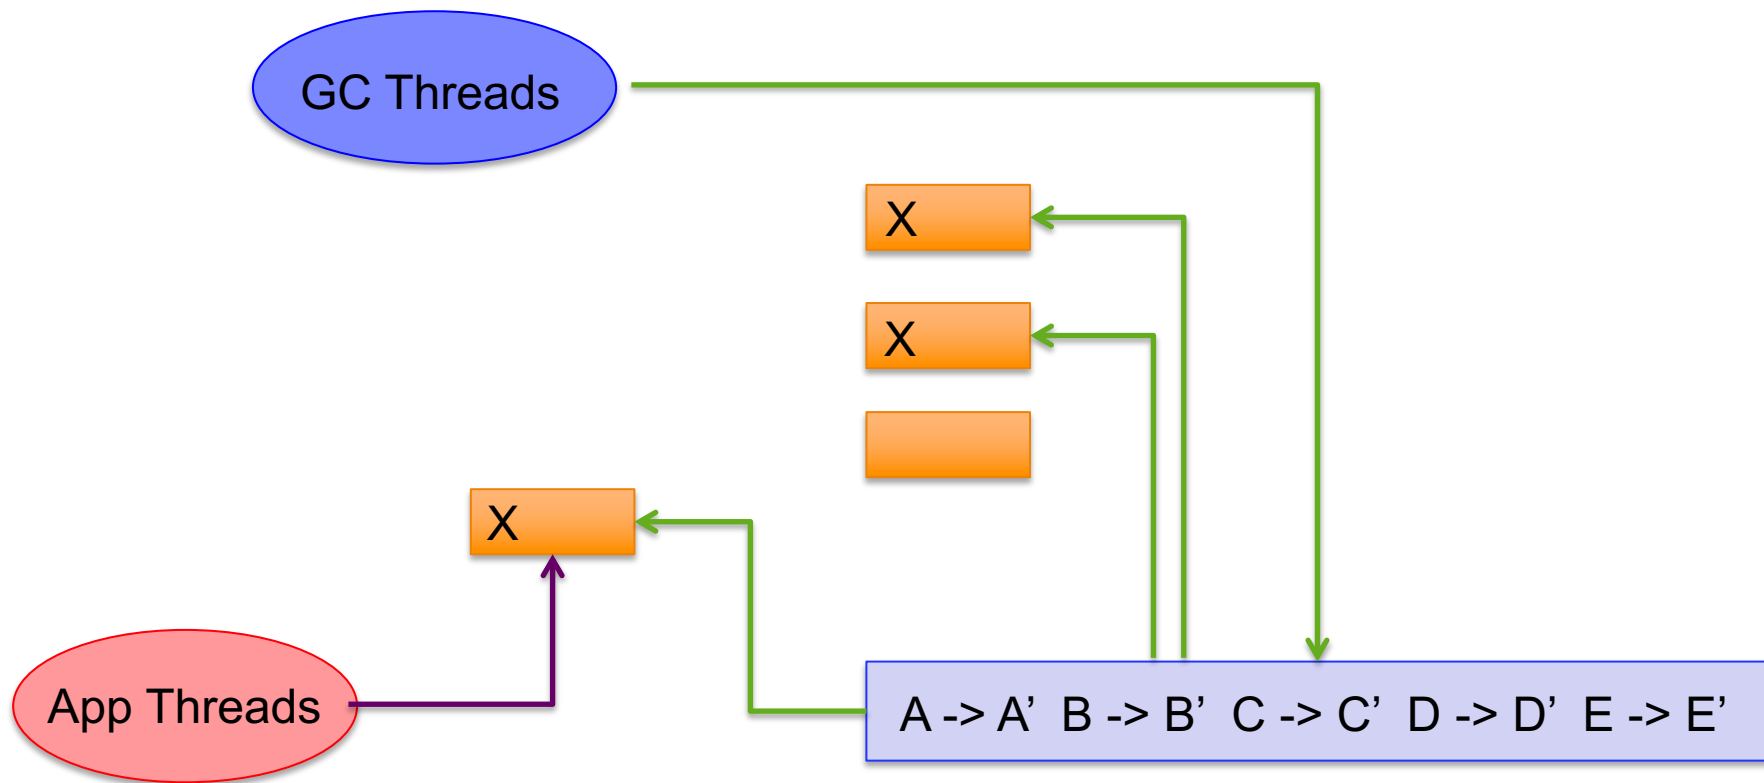 GC Threads
X
X
X
App Threads
A -> A’ B -> B’ C -> C’ D -> D’ E -> E’